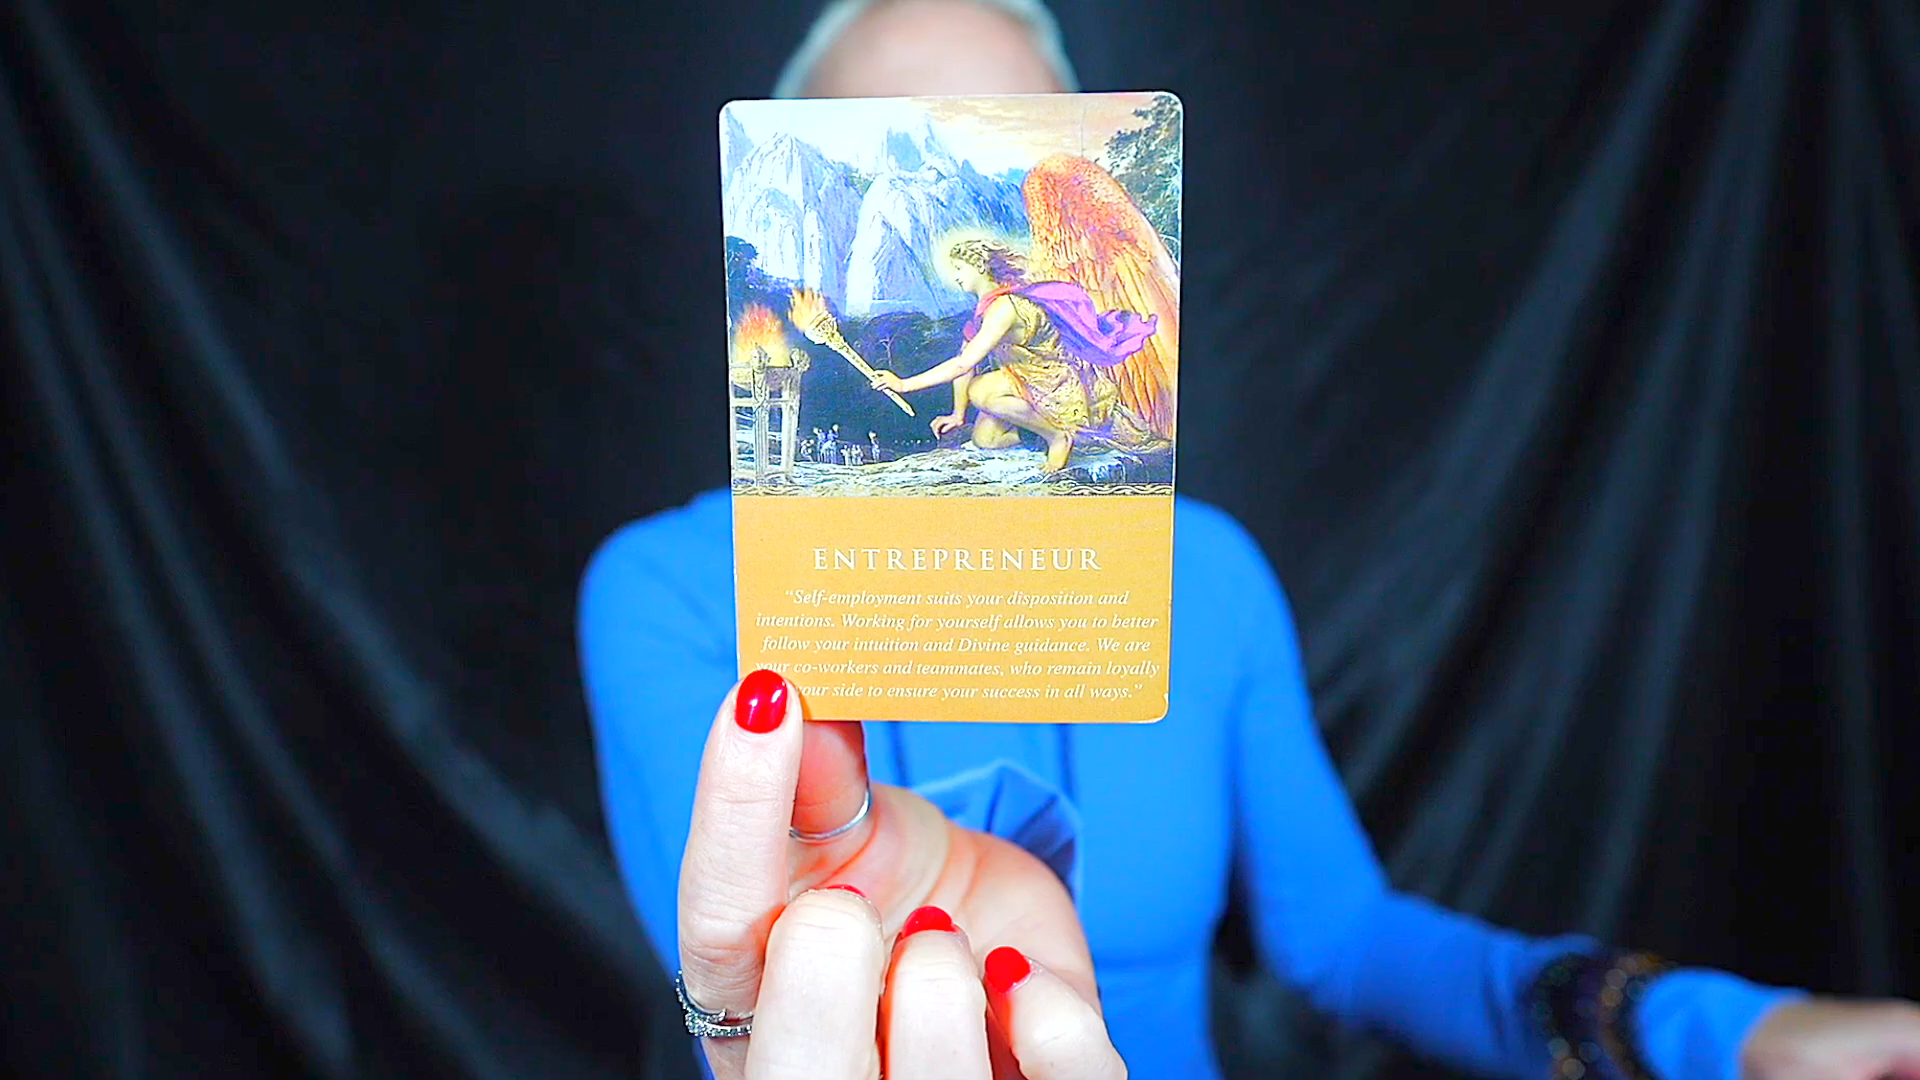 ENTREPRENEUR
“Self-employment suits your disposition and
intentions. Working for yourself allows you to better
follow your intuition and Divine guidance. We are
your co-workers and teammates, who remain loyally
your side to ensure your success in all ways.”